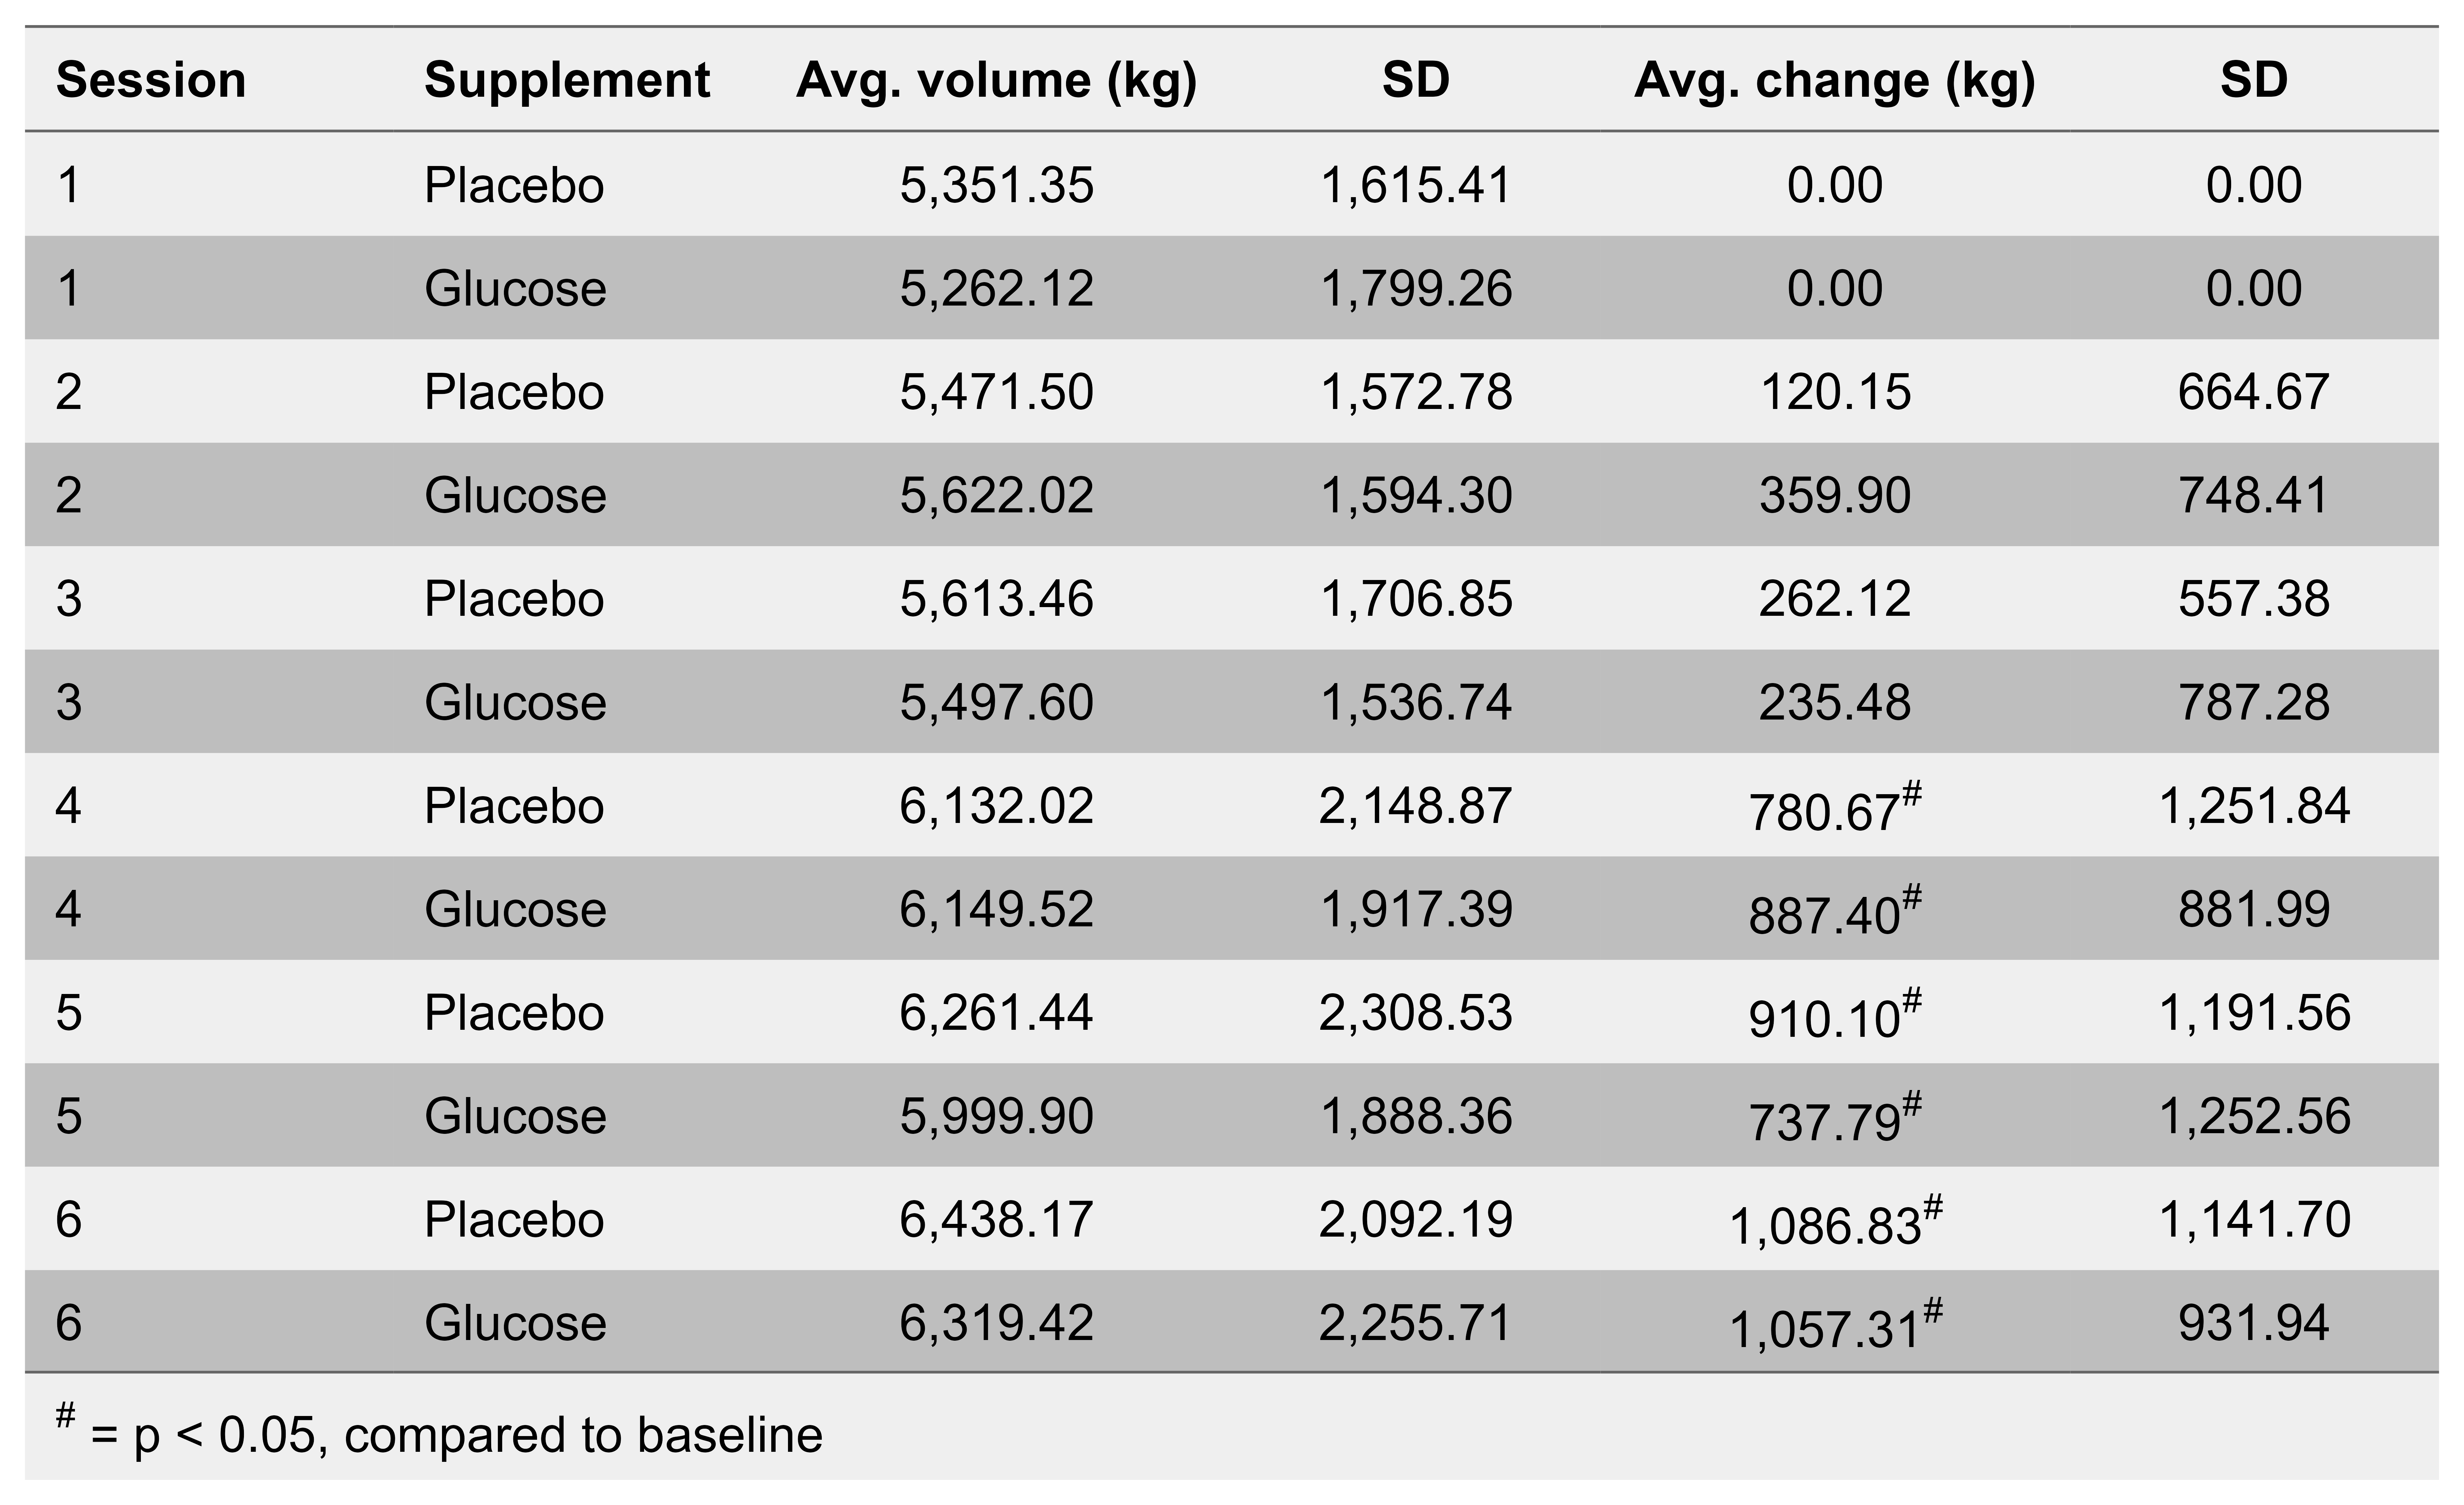 Session Supplement Avg. volume (kg) SD Avg. change (kg) SD
1 Placebo 5,351.35 1,615.41 0.00 0.00
1 Glucose 5,262.12 1,799.26 0.00 0.00
2 Placebo 5,471.50 1,572.78 120.15 664.67
2 Glucose 5,622.02 1,594.30 359.90 748.41
3 Placebo 5,613.46 1,706.85 262.12 557.38
3 Glucose 5,497.60 1,536.74 235.48 787.28
4 Placebo 6,132.02 2,148.87 780.67# 1,251.84
4 Glucose 6,149.52 1,917.39 887.40# 881.99
5 Placebo 6,261.44 2,308.53 910.10# 1,191.56
5 Glucose 5,999.90 1,888.36 737.79# 1,252.56
6 Placebo 6,438.17 2,092.19 1,086.83# 1,141.70
6 Glucose 6,319.42 2,255.71 1,057.31# 931.94
# = p < 0.05, compared to baseline